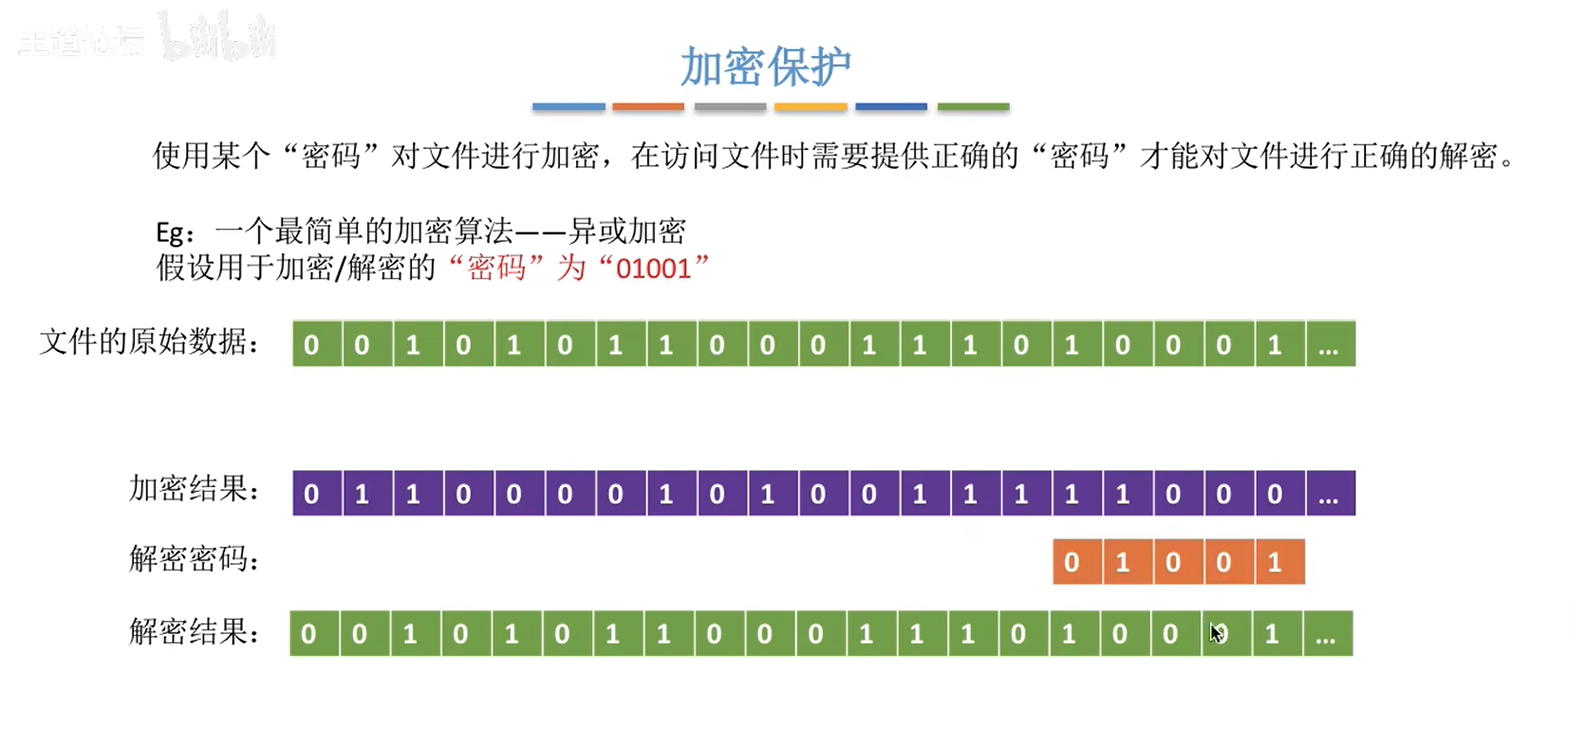 王道论坛 bilibili
加密保护
使用某个“密码”对文件进行加密，在访问文件时需要提供正确的“密码”才能对文件进行正确的解密。
Eg：一个最简单的加密算法——异或加密
假设用于加密/解密的“密码”为“01001”
文件的原始数据： 0 0 1 0 1 0 1 1 0 0 0 1 1 1 0 1 0 0 0 1 ...
加密结果： 0 1 1 0 0 0 0 1 0 1 0 0 1 1 1 1 1 0 0 0 ...
解密密码： 0 1 0 0 1
解密结果： 0 0 1 0 1 0 1 1 0 0 0 1 1 1 0 1 0 0 0 1 ...